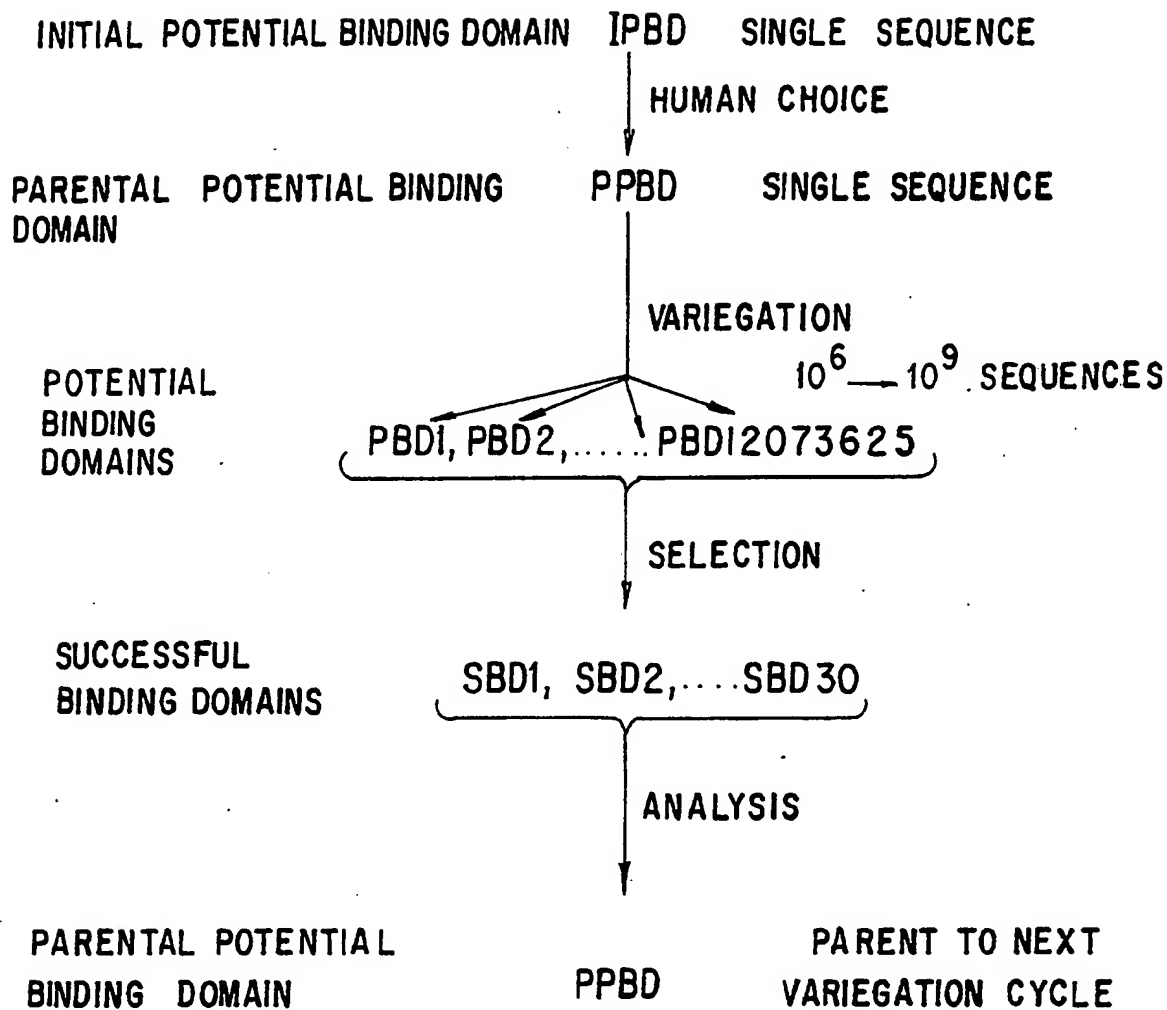 INITIAL POTENTIAL BINDING DOMAIN IPBD SINGLE SEQUENCE
HUMAN CHOICE
PARENTAL POTENTIAL BINDING DOMAIN PPBD SINGLE SEQUENCE
VARIEGATION
10^6 → 10^9 SEQUENCES
POTENTIAL
BINDING
DOMAINS
PBD1, PBD2, ...... PBD12073625
SELECTION
SUCCESSFUL
BINDING DOMAINS
SBD1, SBD2, .... SBD30
ANALYSIS
PARENTAL POTENTIAL
BINDING DOMAIN
PPBD
PARENT TO NEXT
VARIEGATION CYCLE